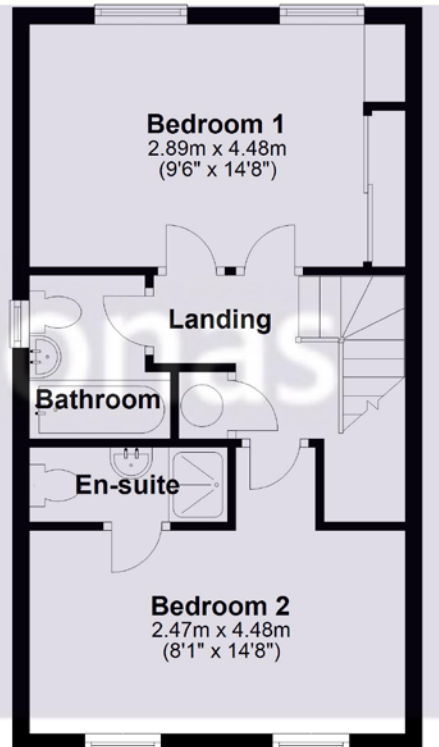 Bedroom 1
2.89m x 4.48m
(9'6" x 14'8")
Landing
onas
Bathroom
En-suite
Bedroom 2
2.47m x 4.48m
(8'1" x 14'8")